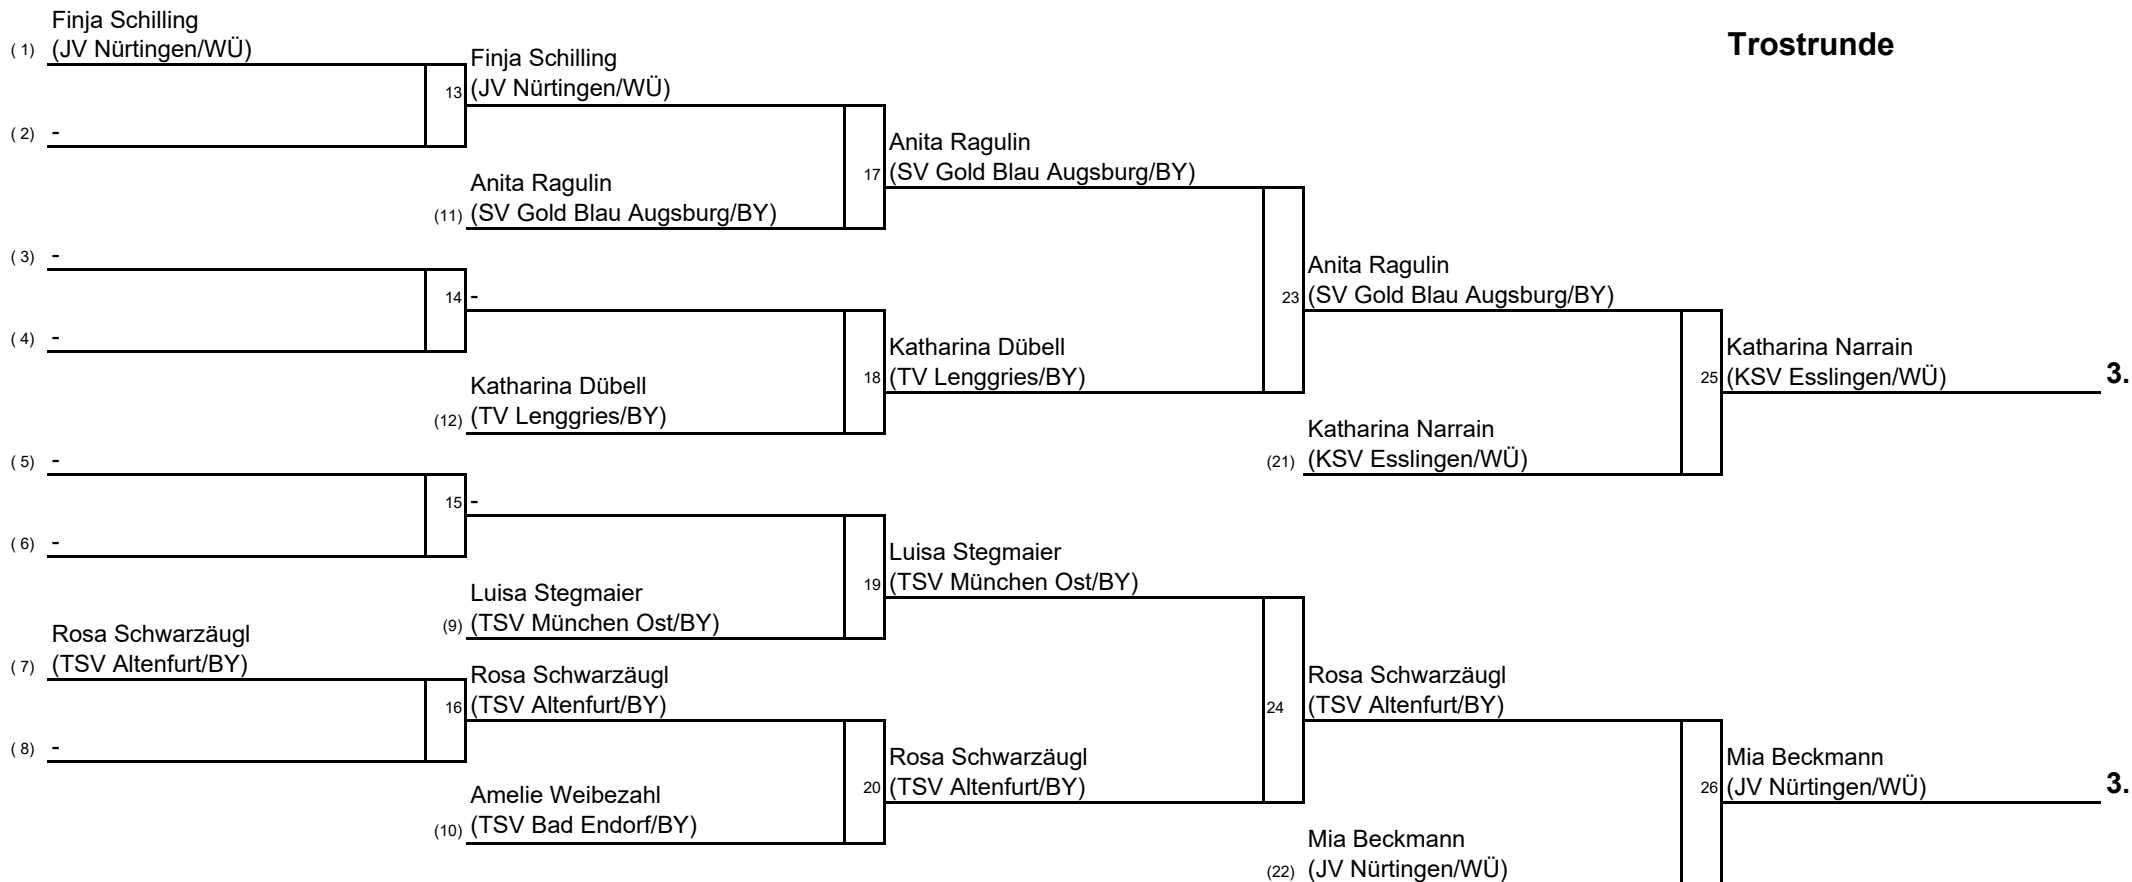 Trostrunde
Finja Schilling
( 1) (JV Nürtingen/WÜ)
( 2) -
13
Finja Schilling
(JV Nürtingen/WÜ)
Anita Ragulin
(11) (SV Gold Blau Augsburg/BY)
17
Anita Ragulin
(SV Gold Blau Augsburg/BY)
( 3) -
( 4) -
14 -
Katharina Dübell
(12) (TV Lenggries/BY)
18
Katharina Dübell
(TV Lenggries/BY)
23
Anita Ragulin
(SV Gold Blau Augsburg/BY)
Katharina Narrain
(21) (KSV Esslingen/WÜ)
25
Katharina Narrain
(KSV Esslingen/WÜ)
3.
( 5) -
( 6) -
15 -
Luisa Stegmaier
(9) (TSV München Ost/BY)
19
Luisa Stegmaier
(TSV München Ost/BY)
Rosa Schwarzäugl
( 7) (TSV Altenfurt/BY)
( 8) -
16
Rosa Schwarzäugl
(TSV Altenfurt/BY)
Amelie Weibezahl
(10) (TSV Bad Endorf/BY)
20
Rosa Schwarzäugl
(TSV Altenfurt/BY)
24
Rosa Schwarzäugl
(TSV Altenfurt/BY)
Mia Beckmann
(22) (JV Nürtingen/WÜ)
26
Mia Beckmann
(JV Nürtingen/WÜ)
3.